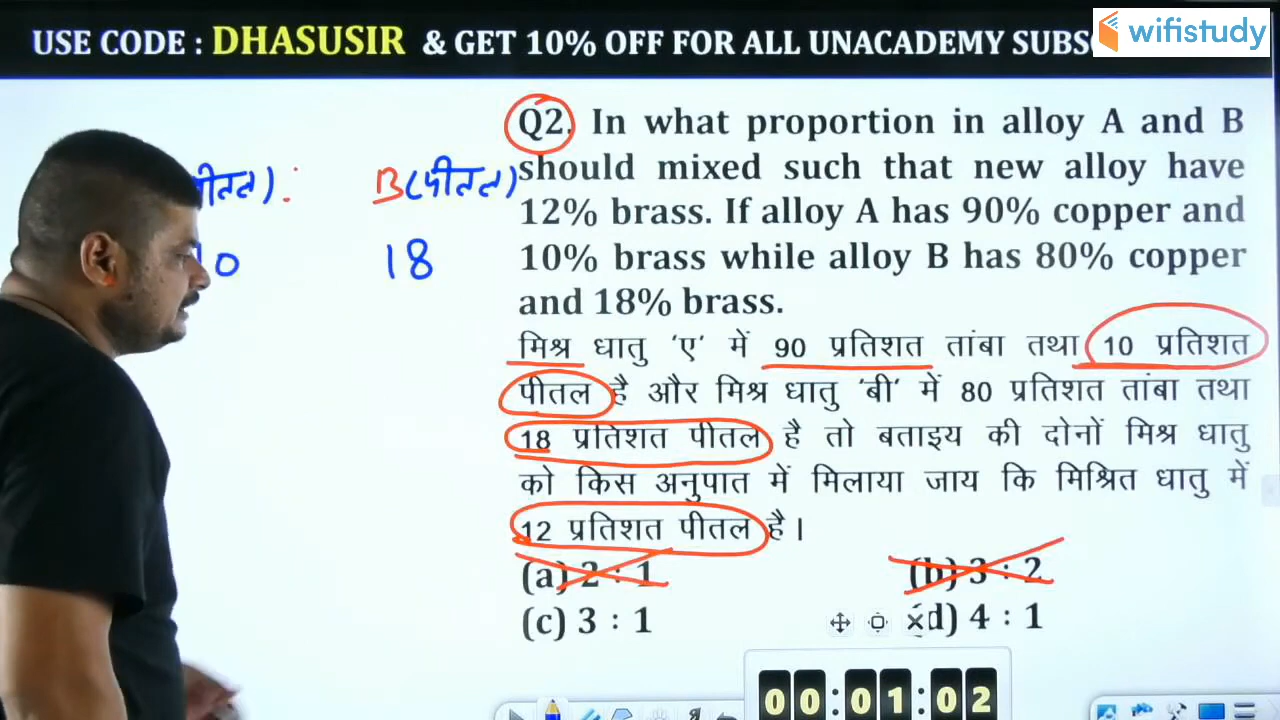 USE CODE : DHASUSIR & GET 10% OFF FOR ALL UNACADEMY
wifistudy
Q2. In what proportion in alloy A and B
should mixed such that new alloy have
12% brass. If alloy A has 90% copper and
10% brass while alloy B has 80% copper
and 18% brass.
B(पीतल)
18
मिश्र धातु ‘ए’ में 90 प्रतिशत तांबा तथा 10 प्रतिशत
पीतल है और मिश्र धातु ‘बी’ में 80 प्रतिशत तांबा तथा
18 प्रतिशत पीतल है तो बताइय की दोनों मिश्र धातु
को किस अनुपात में मिलाया जाय कि मिश्रित धातु में
12 प्रतिशत पीतल है।
(a) 2 : 1
(b) 3 : 2
(c) 3 : 1
d) 4 : 1
00:01:02